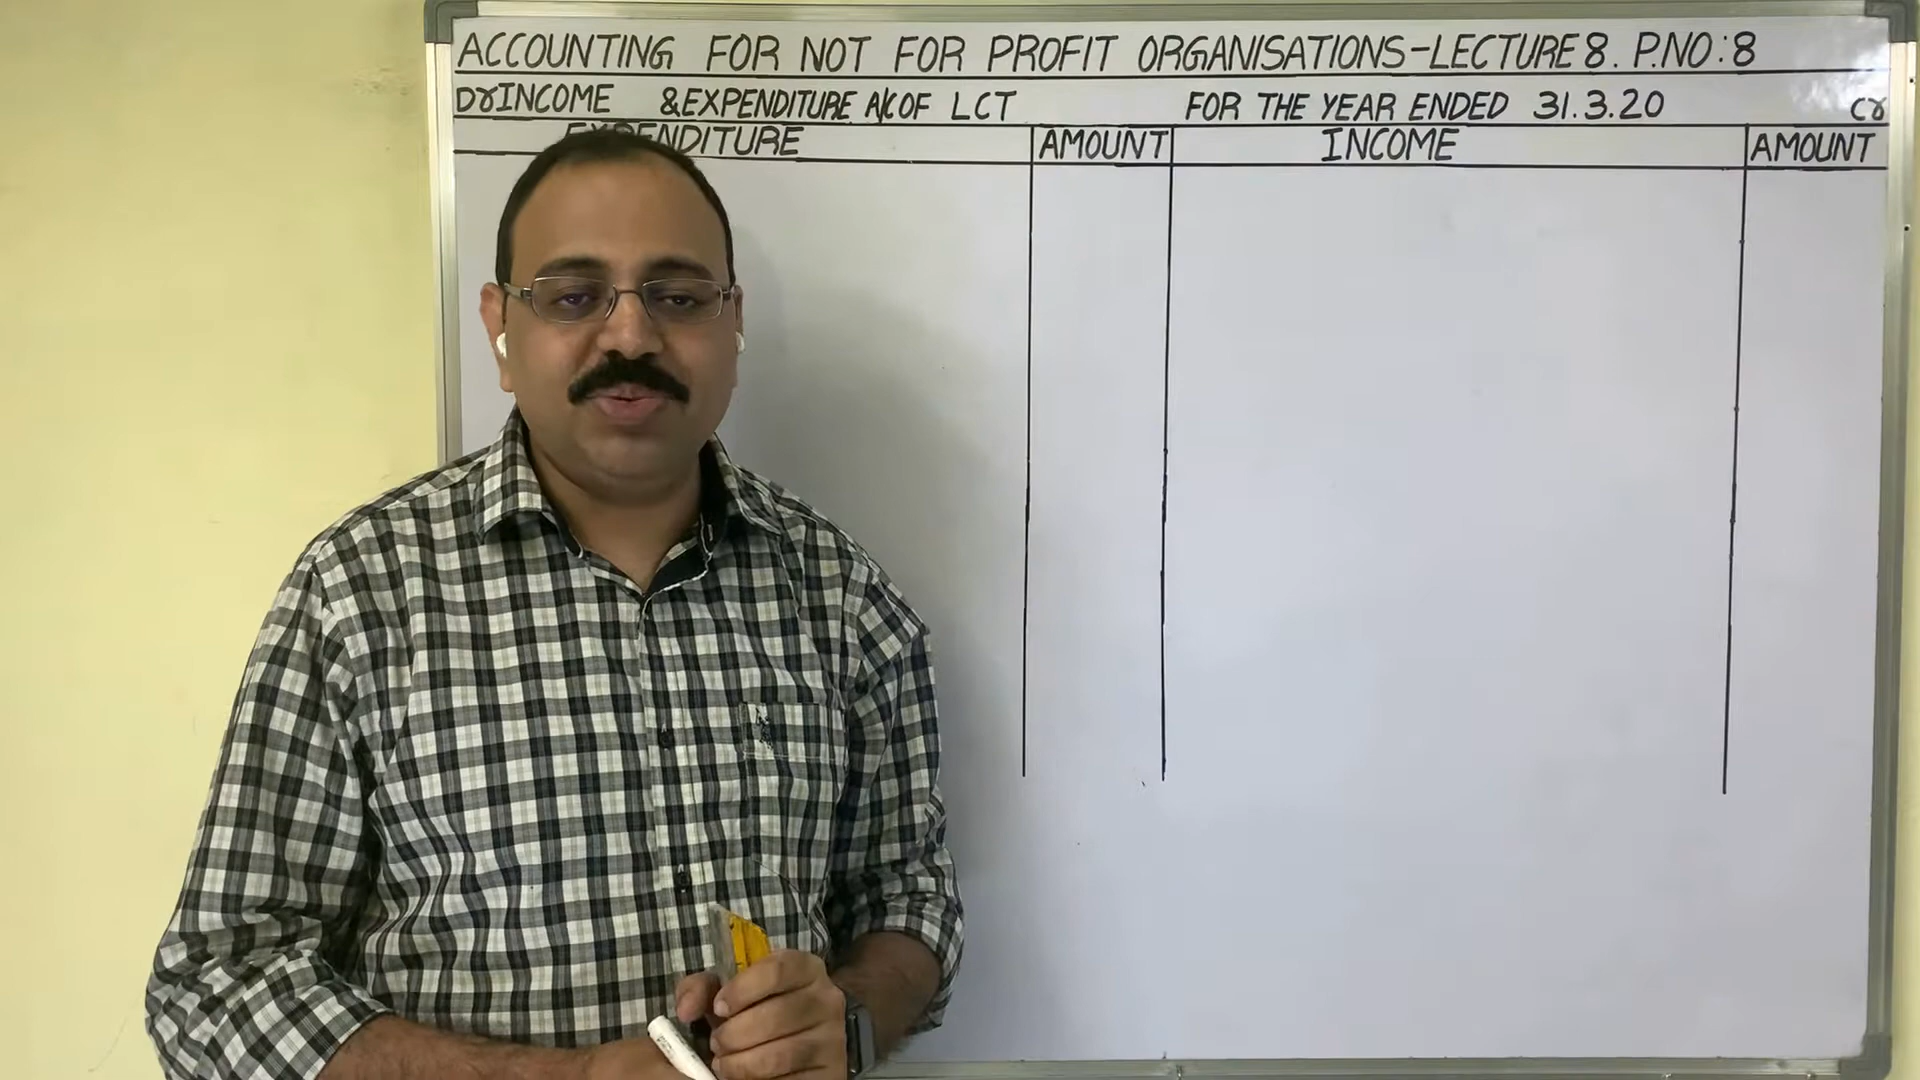 ACCOUNTING FOR NOT FOR PROFIT ORGANISATIONS-LECTURE 8. P.NO:8
Dr INCOME & EXPENDITURE A/C OF LCT FOR THE YEAR ENDED 31.3.20 Cr
EXPENDITURE AMOUNT INCOME AMOUNT